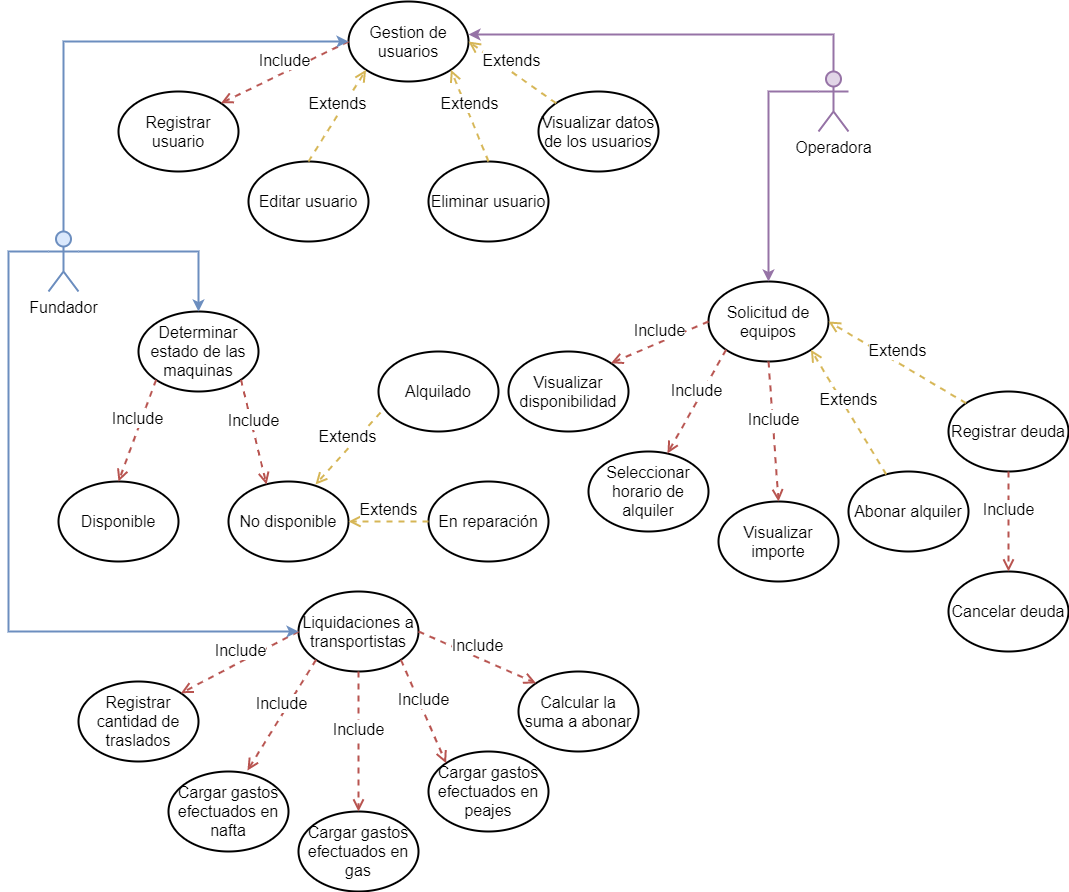 Gestion de
usuarios
Include
Extends
Extends
Extends
Registrar
usuario
Visualizar datos
de los usuarios
Editar usuario
Eliminar usuario
Operadora
Fundador
Determinar
estado de las
maquinas
Include
Include
Alquilado
Extends
Disponible
No disponible
Extends
En reparación
Solicitud de
equipos
Include
Include
Include
Extends
Extends
Visualizar
disponibilidad
Seleccionar
horario de
alquiler
Visualizar
importe
Abonar alquiler
Registrar deuda
Include
Cancelar deuda
Liquidaciones a
transportistas
Include
Include
Include
Include
Include
Registrar
cantidad de
traslados
Cargar gastos
efectuados en
nafta
Cargar gastos
efectuados en
gas
Cargar gastos
efectuados en
peajes
Calcular la
suma a abonar